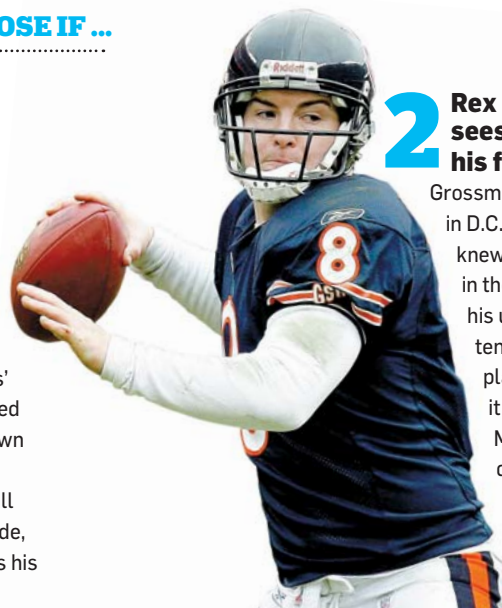 OSE IF ...
2
Rex
sees
his f
Grossm
in D.C.
knew
in the
his u
ten
pl
it
N
s'
ed
wn
ll
de,
s his
Riddell
8
GSH